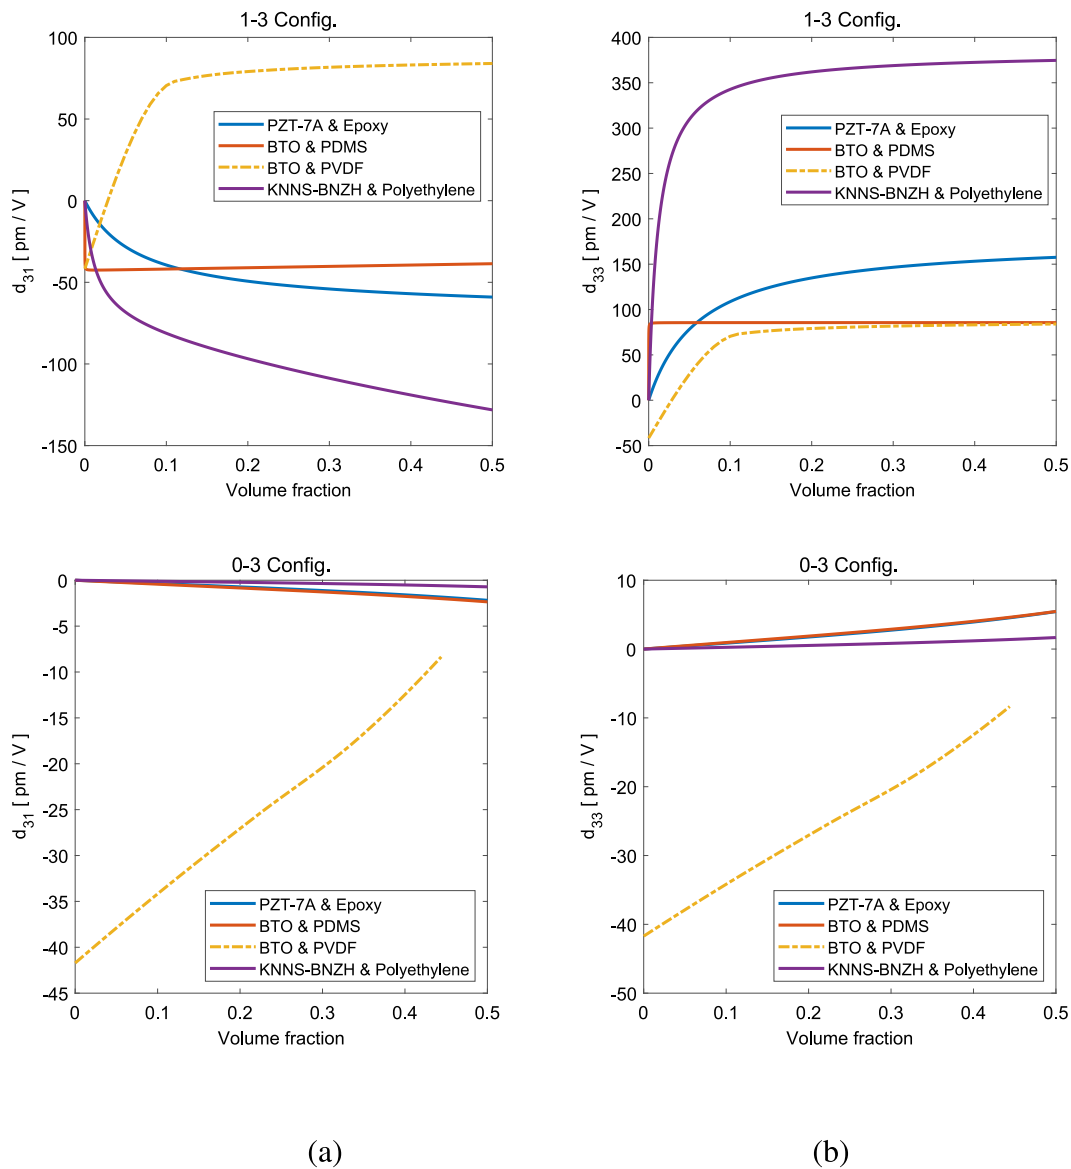 1-3 Config.
100
50
0
-50
-100
-150
d31 [ pm / V ]
PZT-7A & Epoxy
BTO & PDMS
BTO & PVDF
KNNS-BNZH & Polyethylene
0 0.1 0.2 0.3 0.4 0.5
Volume fraction
1-3 Config.
400
350
300
250
200
150
100
50
0
-50
d33 [ pm / V ]
PZT-7A & Epoxy
BTO & PDMS
BTO & PVDF
KNNS-BNZH & Polyethylene
0 0.1 0.2 0.3 0.4 0.5
Volume fraction
0-3 Config.
0
-5
-10
-15
-20
-25
-30
-35
-40
-45
d31 [ pm / V ]
PZT-7A & Epoxy
BTO & PDMS
BTO & PVDF
KNNS-BNZH & Polyethylene
0 0.1 0.2 0.3 0.4 0.5
Volume fraction
0-3 Config.
10
0
-10
-20
-30
-40
-50
d33 [ pm / V ]
PZT-7A & Epoxy
BTO & PDMS
BTO & PVDF
KNNS-BNZH & Polyethylene
0 0.1 0.2 0.3 0.4 0.5
Volume fraction
(a)
(b)